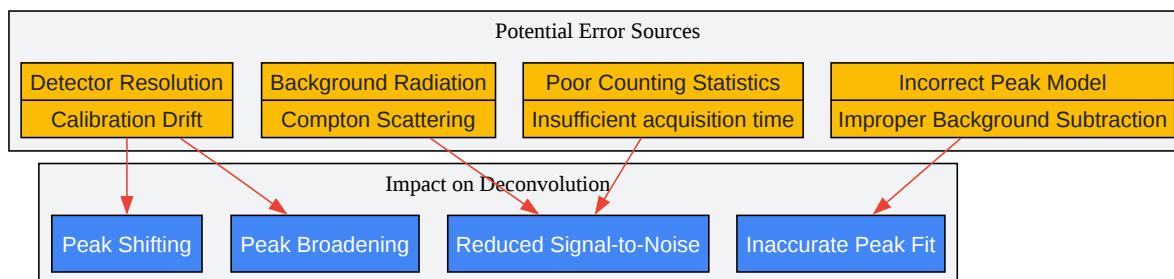 Potential Error Sources
Detector Resolution
Calibration Drift
Background Radiation
Compton Scattering
Poor Counting Statistics
Insufficient acquisition time
Incorrect Peak Model
Improper Background Subtraction
Impact on Deconvolution
Peak Shifting
Peak Broadening
Reduced Signal-to-Noise
Inaccurate Peak Fit